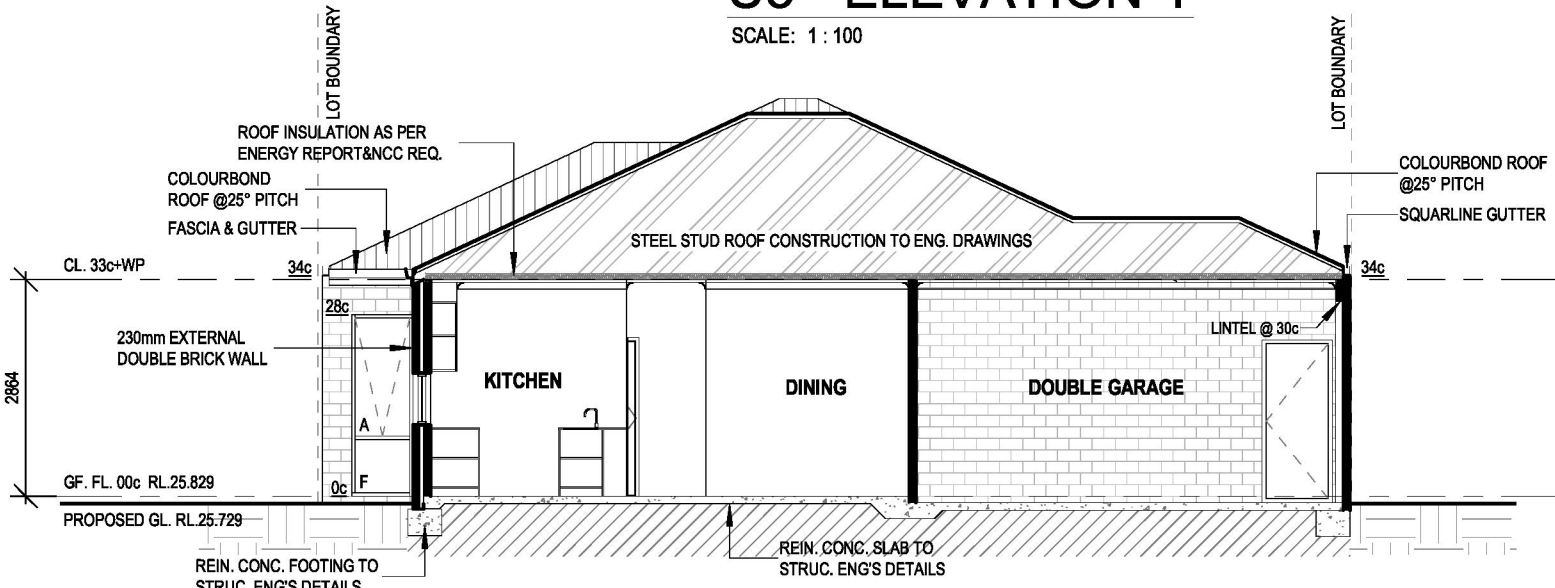 SCALE: 1 : 100
LOT BOUNDARY
LOT BOUNDARY
ROOF INSULATION AS PER
ENERGY REPORT&NCC REQ.
COLOURBOND
ROOF @25° PITCH
FASCIA & GUTTER
COLOURBOND ROOF
@25° PITCH
SQUARLINE GUTTER
STEEL STUD ROOF CONSTRUCTION TO ENG. DRAWINGS
CL. 33c+WP
34c
34c
28c
LINTEL @ 30c
230mm EXTERNAL
DOUBLE BRICK WALL
KITCHEN
DINING
DOUBLE GARAGE
2864
A
F
GF. FL. 00c RL.25.829
0c
PROPOSED GL. RL.25.729
REIN. CONC. FOOTING TO
STRUC. ENG'S DETAILS
REIN. CONC. SLAB TO
STRUC. ENG'S DETAILS